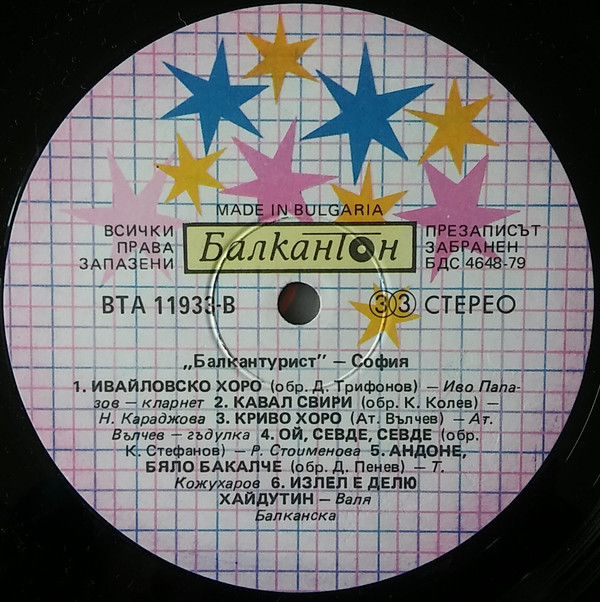 MADE IN BULGARIA
ВСИЧКИ
ПРАВА
ЗАПАЗЕНИ
Балкантон
ПРЕЗАПИСЪТ
ЗАБРАНЕН
БДС 4648-79
ВТА 11933-В
33 СТЕРЕО
„Балкантурист” – София
1. ИВАЙЛОВСКО ХОРО (обр. Д. Трифонов) – Иво Папа-
зов – кларнет 2. КАВАЛ СВИРИ (обр. К. Колев) –
Н. Караджова 3. КРИВО ХОРО (Ат. Вълчев) – Ат.
Вълчев – гъдулка 4. ОЙ, СЕВДЕ, СЕВДЕ (обр.
К. Стефанов) – Р. Стоименова 5. АНДОНЕ,
БЯЛО БАКАЛЧЕ (обр. Д. Пенев) – Т.
Кожухаров 6. ИЗЛЕЛ Е ДЕЛЮ
ХАЙДУТИН – Валя
Балканска